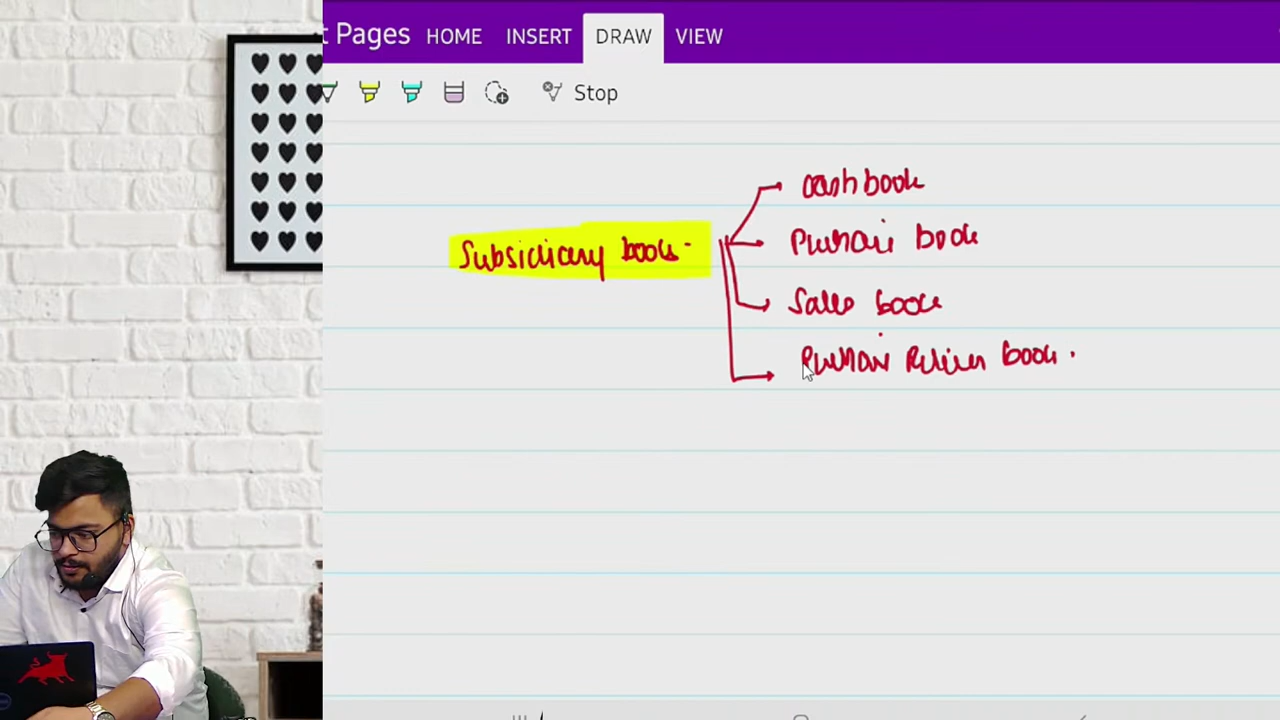 t Pages HOME INSERT DRAW VIEW
Stop
Subsidiary book.
cash book
Purchase book
Sales book
Purchase Return book.